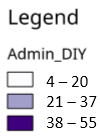 Legend
Admin_DIY
4 – 20
21 – 37
38 – 55